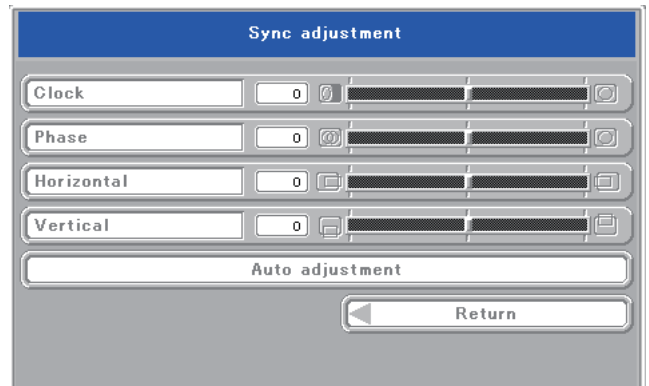 Sync adjustment
Clock 0
Phase 0
Horizontal 0
Vertical 0
Auto adjustment
Return